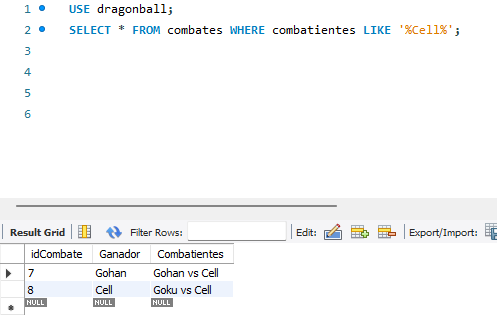 1 USE dragonball;
2 SELECT * FROM combates WHERE combatientes LIKE '%Cell%';
3
4
5
6
Result Grid Filter Rows: Edit: Export/Import:
idCombate Ganador Combatientes
7 Gohan Gohan vs Cell
8 Cell Goku vs Cell
NULL NULL NULL